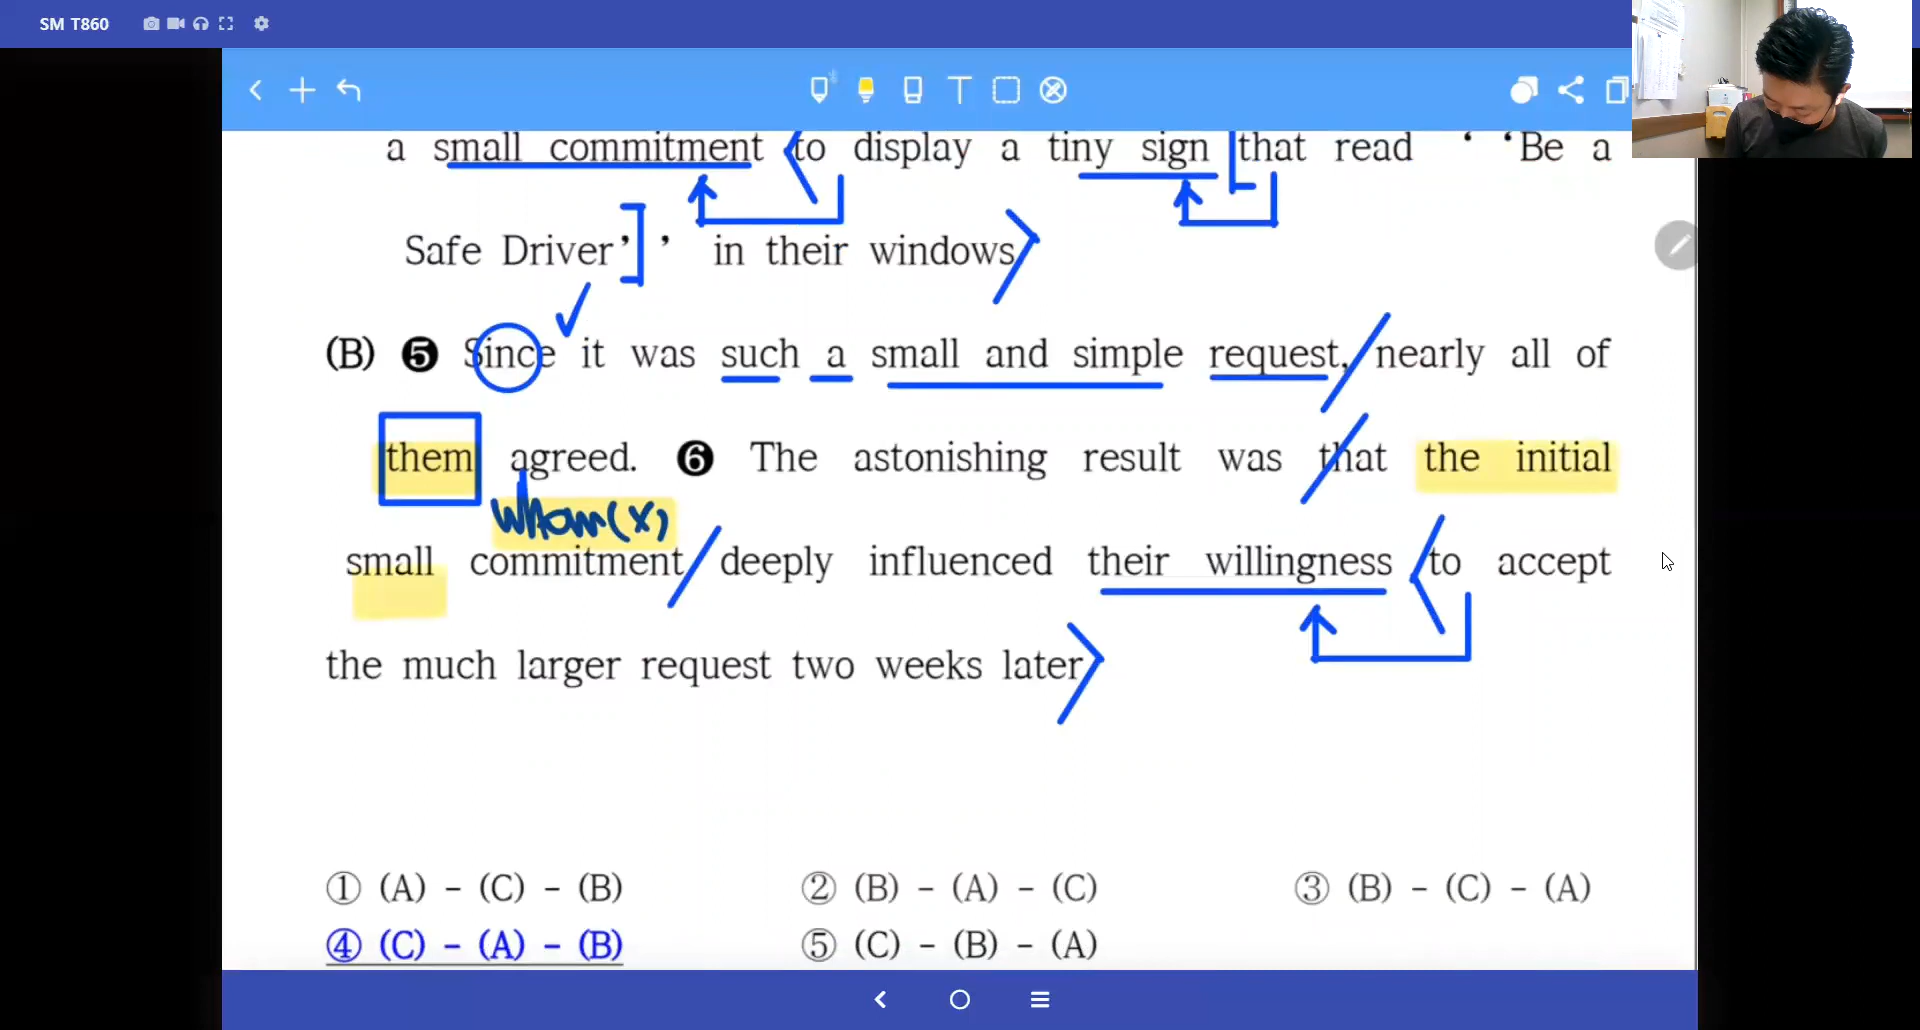 SM T860
a small commitment to display a tiny sign that read ‘ ‘Be a
Safe Driver’ ’ in their windows
(B) ❺ Since it was such a small and simple request, nearly all of
them agreed. ❻ The astonishing result was that the initial
whom(x)
small commitment deeply influenced their willingness to accept
the much larger request two weeks later
① (A) - (C) - (B) ② (B) - (A) - (C) ③ (B) - (C) - (A)
④ (C) - (A) - (B) ⑤ (C) - (B) - (A)